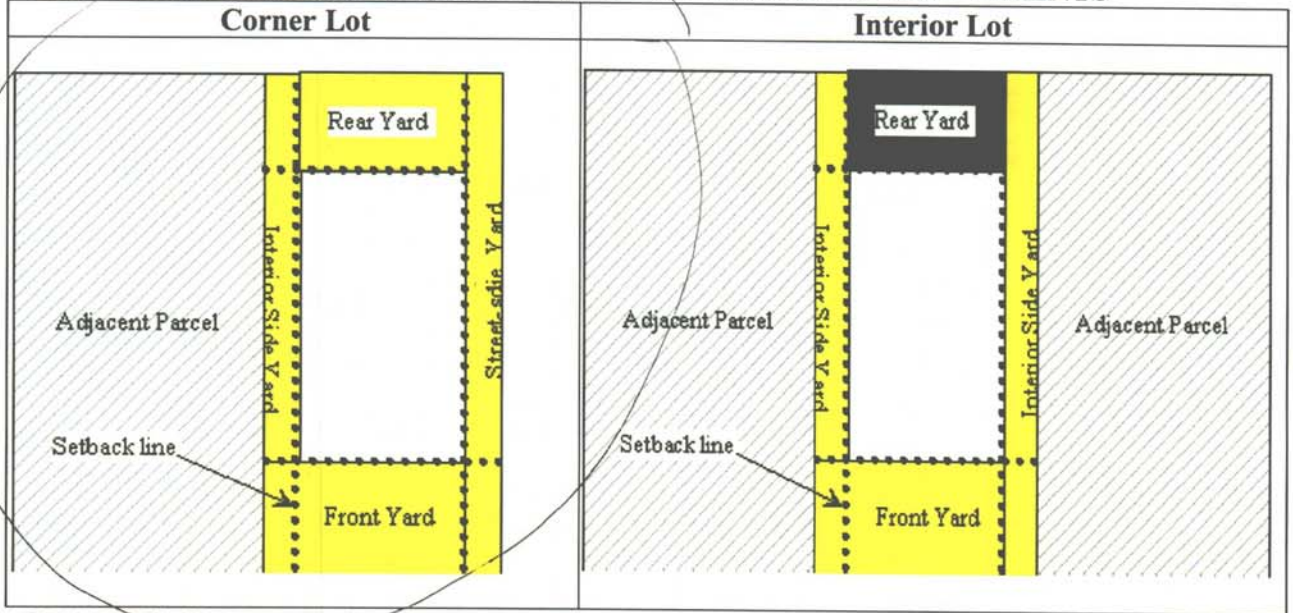 Corner Lot
Interior Lot
Rear Yard
Interior Side Yard
Street-sdie Yard
Adjacent Parcel
Setback line
Front Yard
Rear Yard
Interior Side Yard
Interior Side Yard
Adjacent Parcel
Adjacent Parcel
Setback line
Front Yard